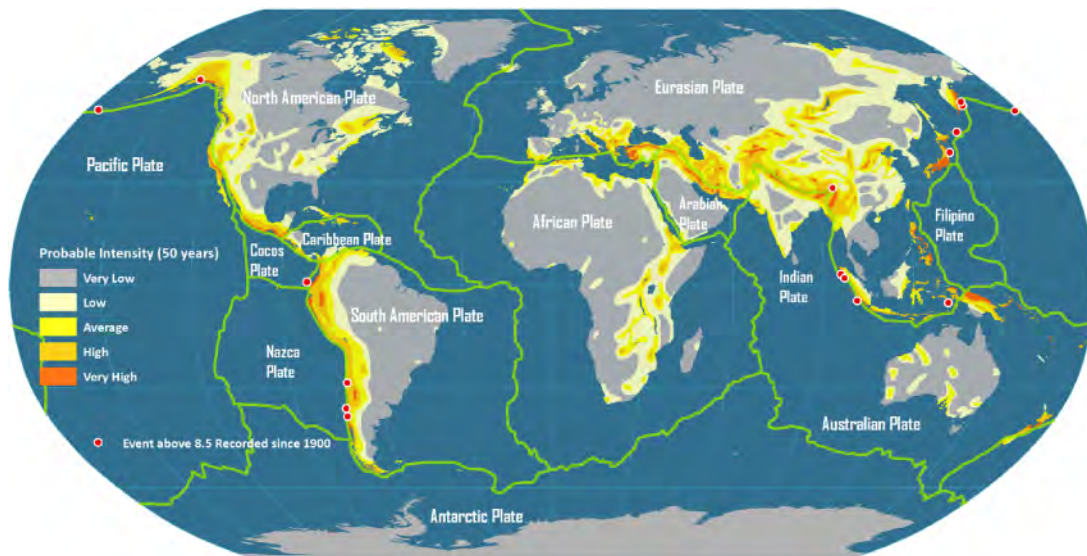 North American Plate
Eurasian Plate
Pacific Plate
African Plate
Arabian
Plate
Filipino
Plate
Caribbean Plate
Cocos
Plate
Indian
Plate
South American Plate
Nazca
Plate
Australian Plate
Antarctic Plate
Probable Intensity (50 years)
Very Low
Low
Average
High
Very High
Event above 8.5 Recorded since 1900